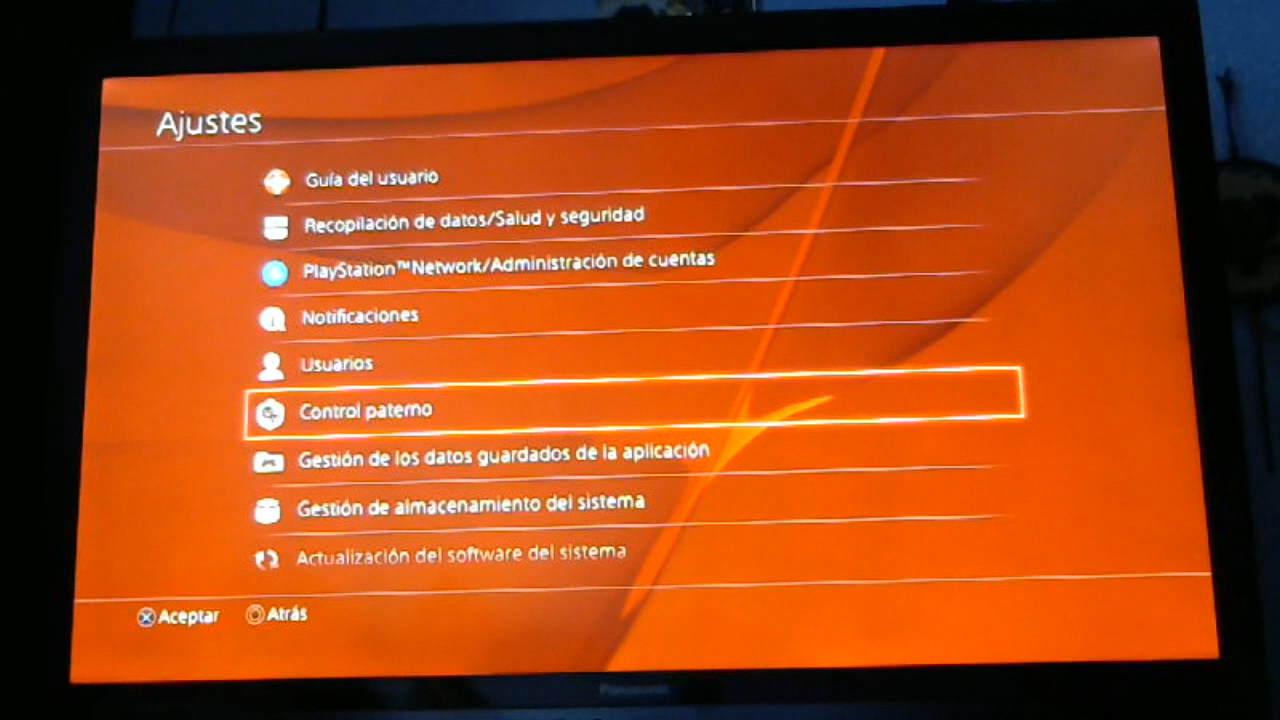 Ajustes
Guía del usuario
Recopilación de datos/Salud y seguridad
PlayStation™Network/Administración de cuentas
Notificaciones
Usuarios
Control paterno
Gestión de los datos guardados de la aplicación
Gestión de almacenamiento del sistema
Actualización del software del sistema
Aceptar Atrás
Panasonic